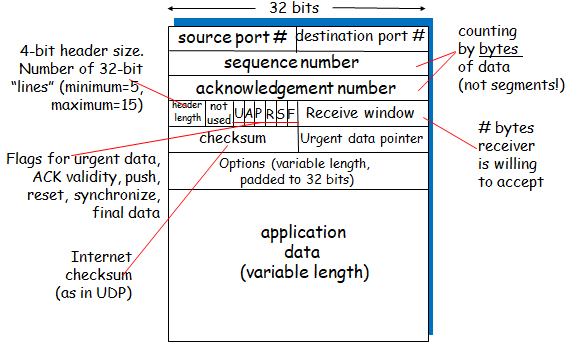 32 bits
source port #
destination port #
sequence number
acknowledgement number
header
length
not
used
U
A
P
R
S
F
Receive window
checksum
Urgent data pointer
Options (variable length,
padded to 32 bits)
application
data
(variable length)
4-bit header size.
Number of 32-bit
“lines” (minimum=5,
maximum=15)
Flags for urgent data,
ACK validity, push,
reset, synchronize,
final data
Internet
checksum
(as in UDP)
counting
by bytes
of data
(not segments!)
# bytes
receiver
is willing
to accept